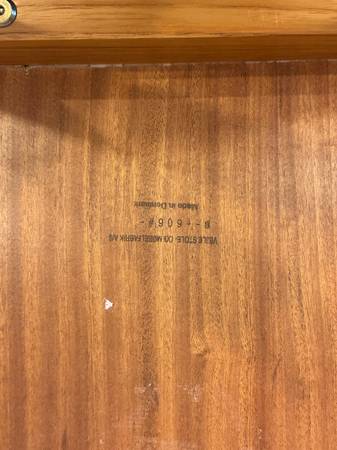 VEJLE STOLE- OG MØBELFABRIK A/S
Made in Denmark